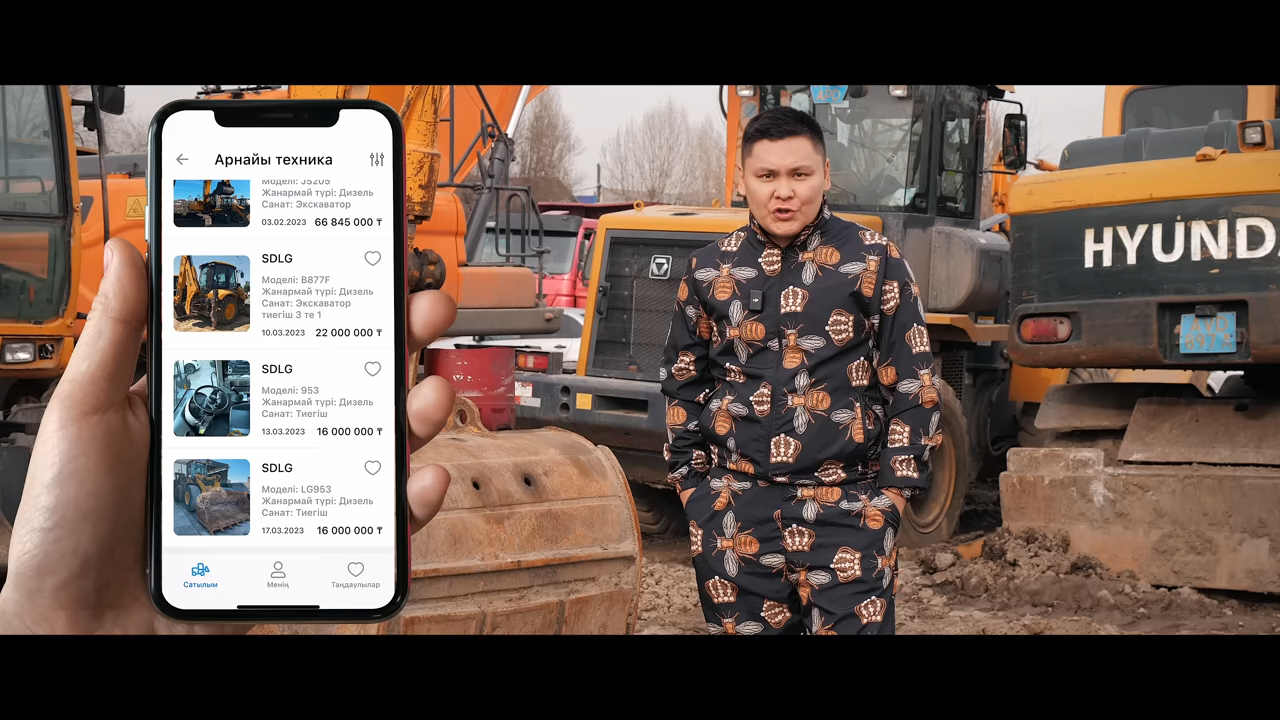 Арнайы техника
Моделі: JS205
Жанармай түрі: Дизель
Санат: Экскаватор
03.02.2023 66 845 000 ₸
SDLG
Моделі: B877F
Жанармай түрі: Дизель
Санат: Экскаватор
тиегіш 3 те 1
10.03.2023 22 000 000 ₸
SDLG
Моделі: 953
Жанармай түрі: Дизель
Санат: Тиегіш
13.03.2023 16 000 000 ₸
SDLG
Моделі: LG953
Жанармай түрі: Дизель
Санат: Тиегіш
17.03.2023 16 000 000 ₸
Сатылым Менің Таңдаулылар
HYUNDA